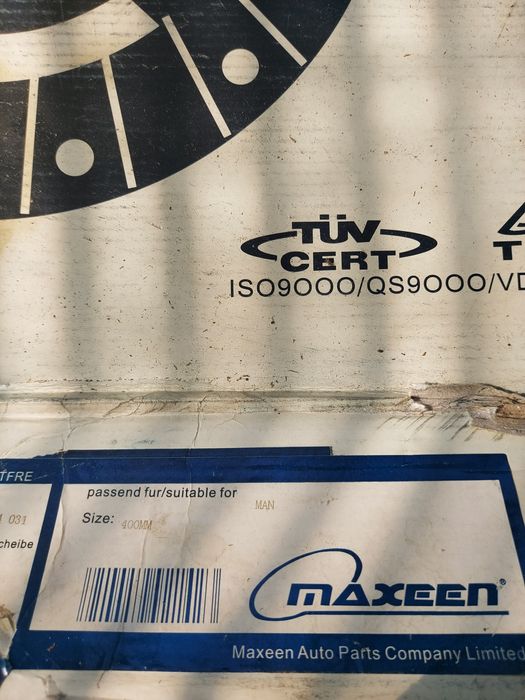 TÜV
CERT
T
ISO9000/QS9000/VD
TFRE
passend fur/suitable for
MAN
031
Size: 400MM
cheibe
MAXEEN®
Maxeen Auto Parts Company Limited